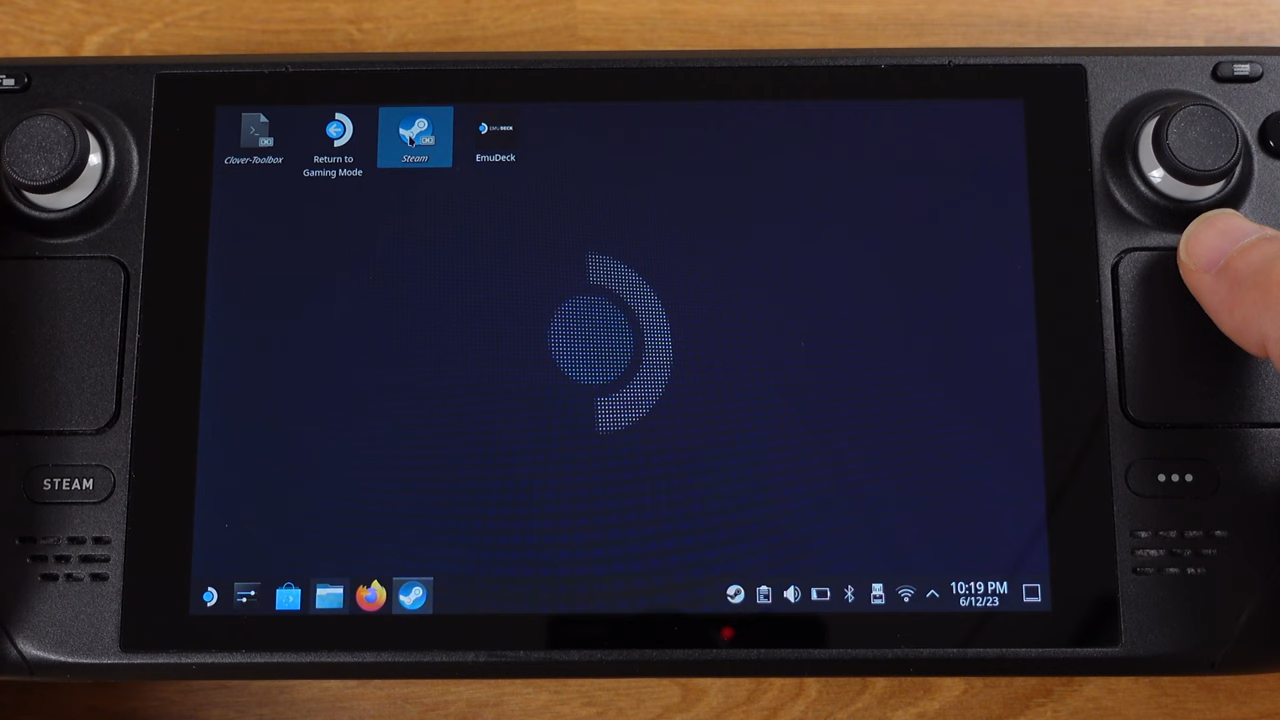 Clover-Toolbox
Return to
Gaming Mode
Steam
EMUDECK
EmuDeck
STEAM
10:19 PM
6/12/23